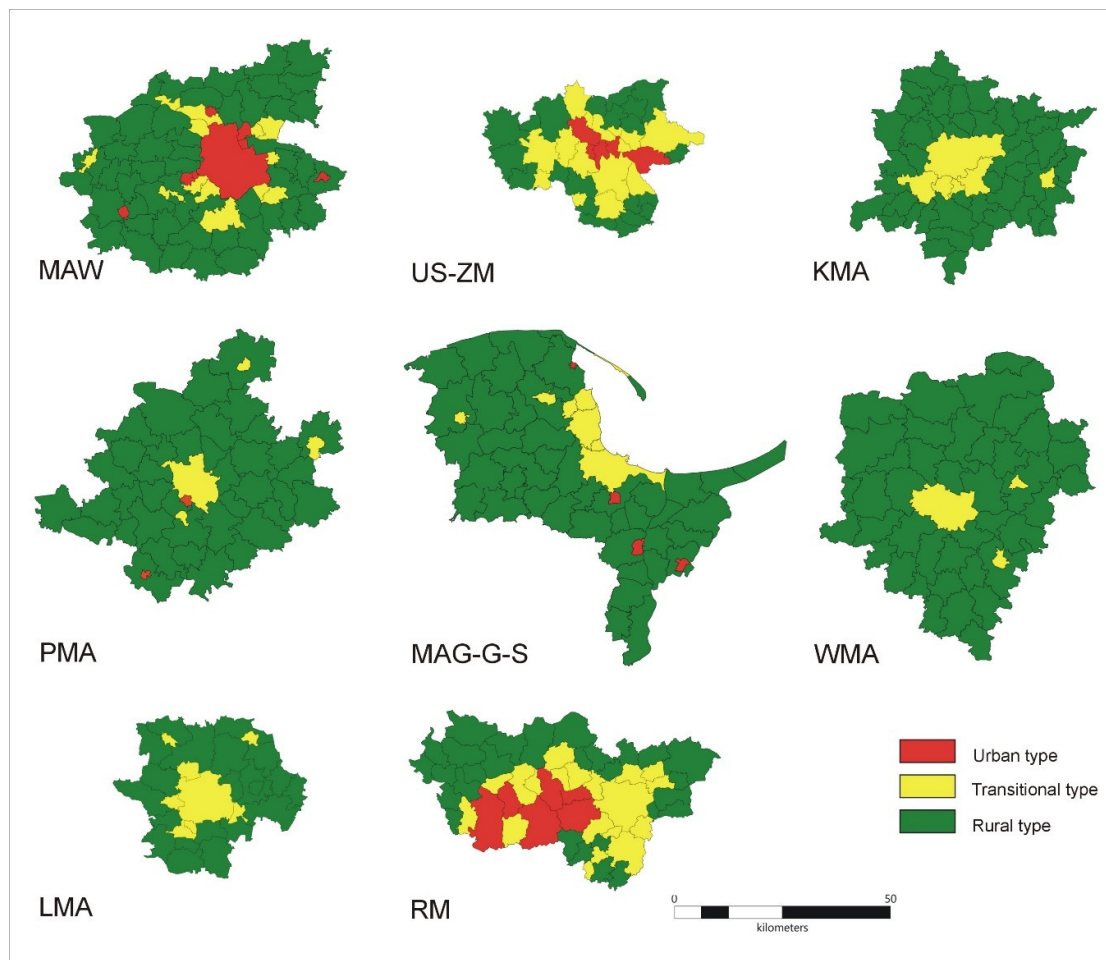 MAW
US-ZM
KMA
PMA
MAG-G-S
WMA
LMA
RM
Urban type
Transitional type
Rural type
0 50
kilometers